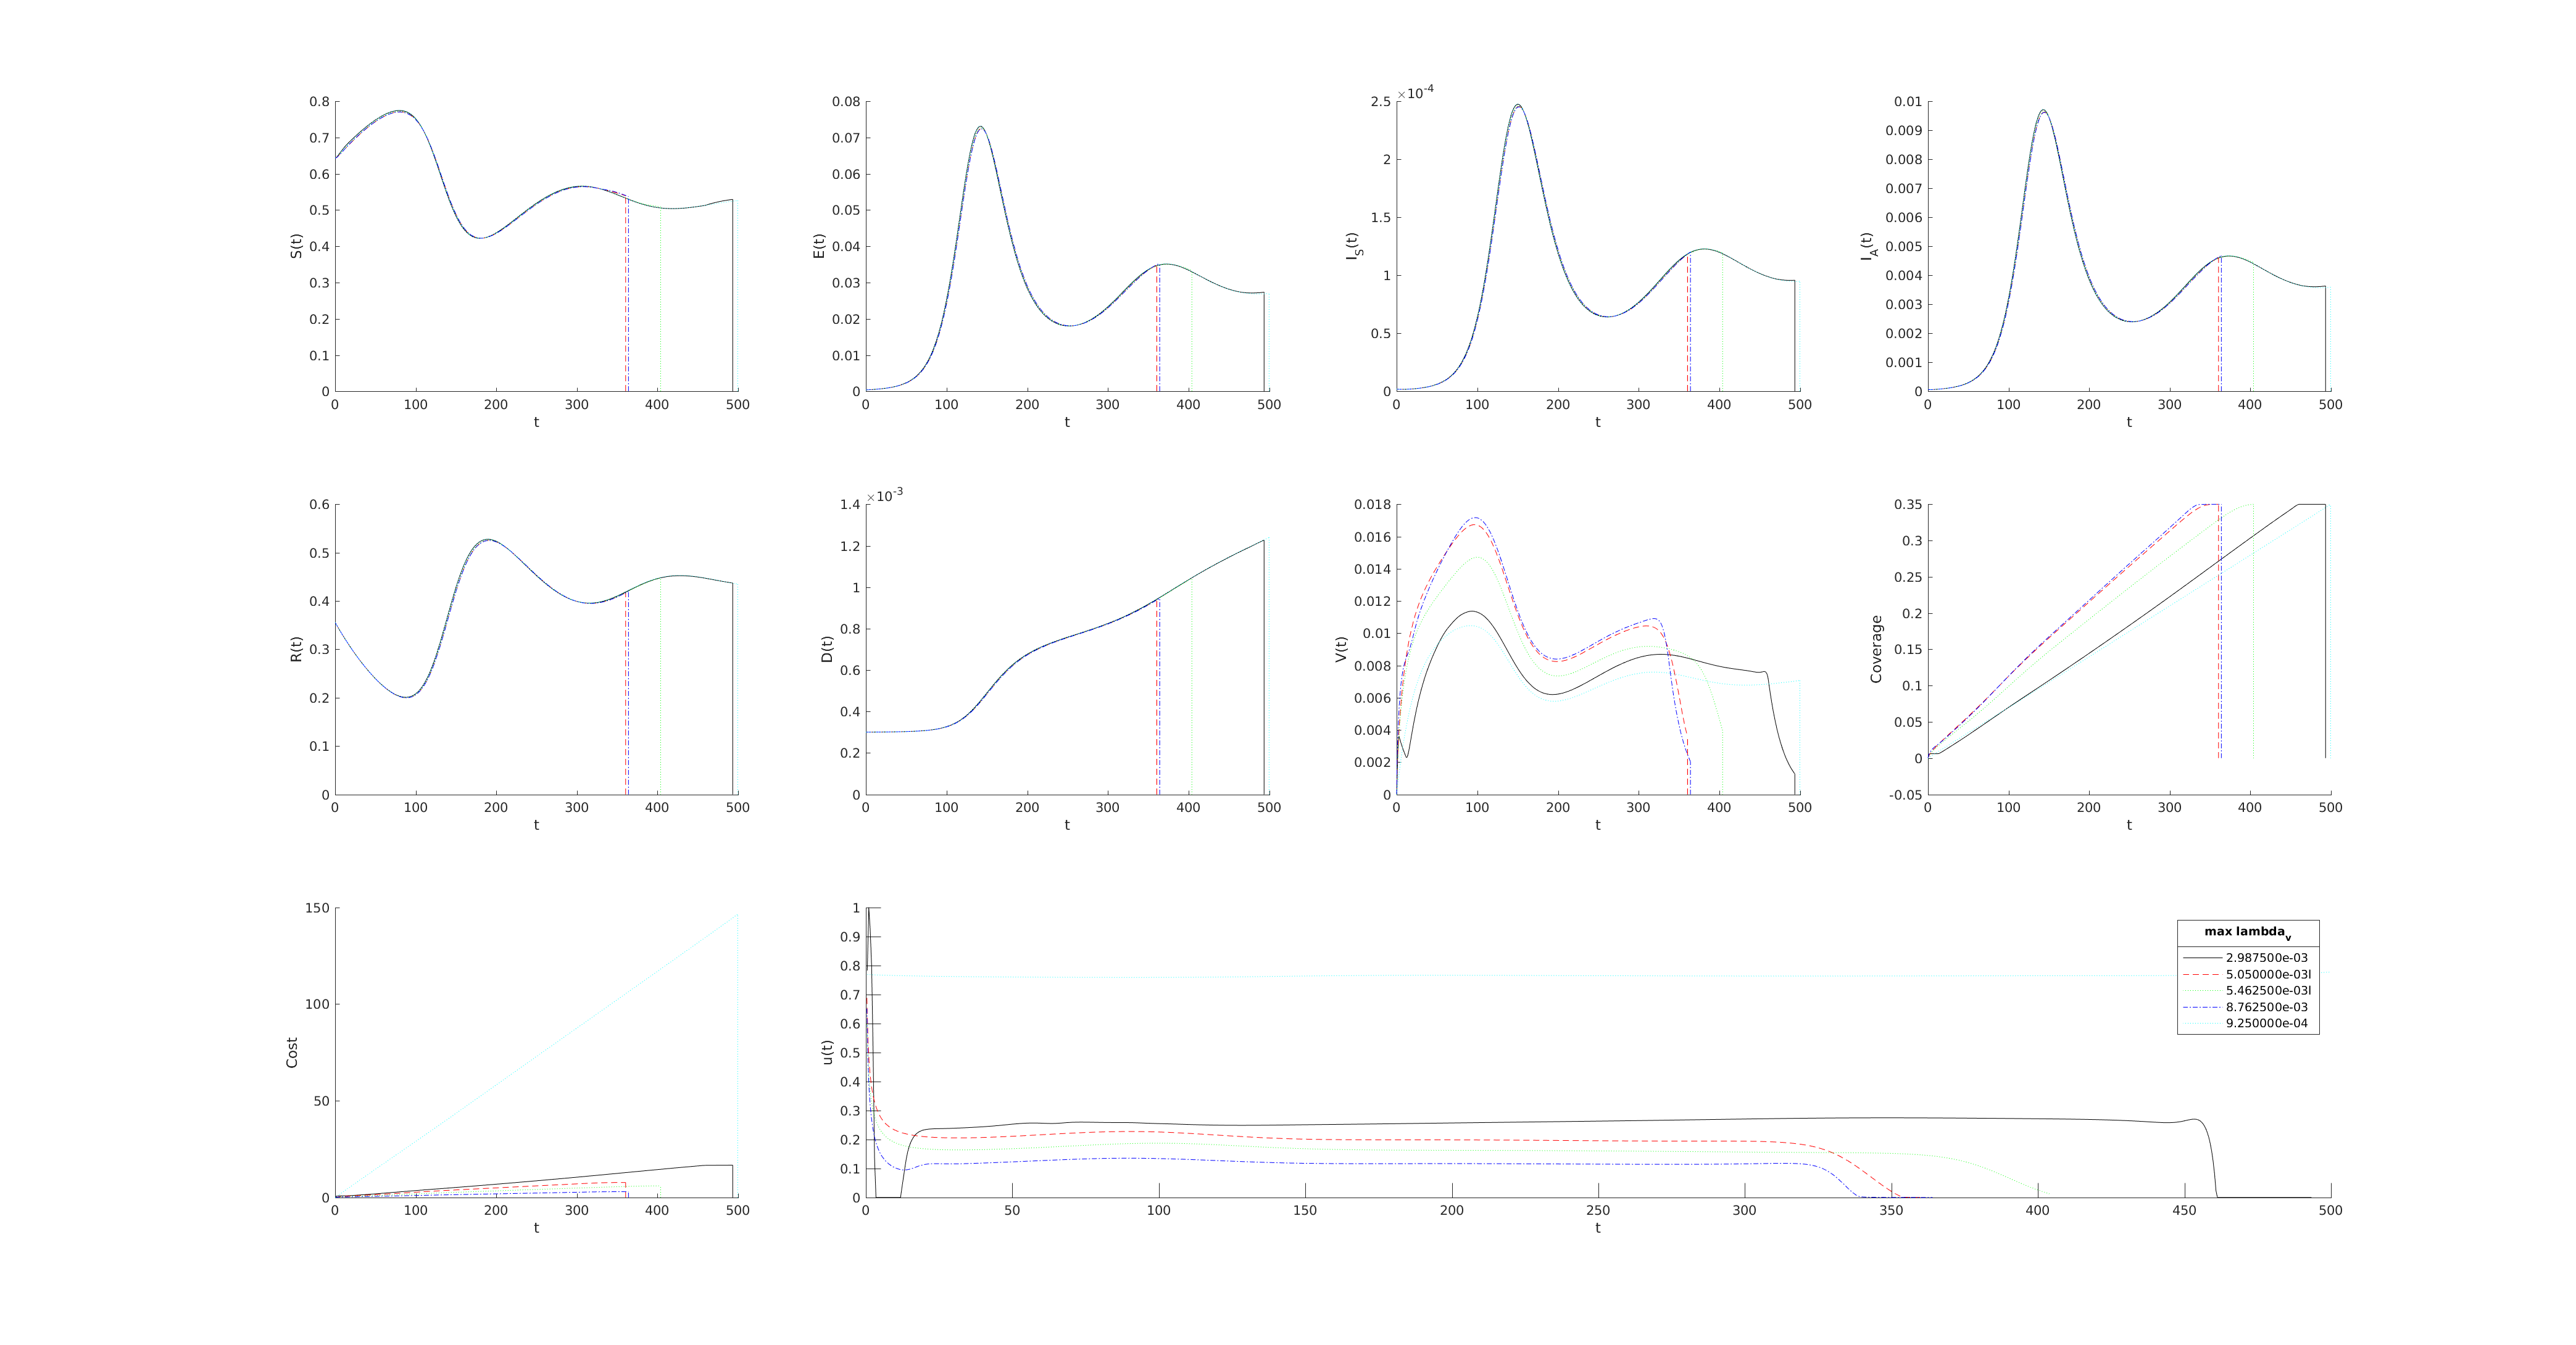 0.8
0.7
0.6
0.5
0.4
0.3
0.2
0.1
0
S(t)
0 100 200 300 400 500
t
0.08
0.07
0.06
0.05
0.04
0.03
0.02
0.01
0
E(t)
0 100 200 300 400 500
t
×10-4
2.5
2
1.5
1
0.5
0
IS(t)
0 100 200 300 400 500
t
0.01
0.009
0.008
0.007
0.006
0.005
0.004
0.003
0.002
0.001
0
IA(t)
0 100 200 300 400 500
t
0.6
0.5
0.4
0.3
0.2
0.1
0
R(t)
0 100 200 300 400 500
t
×10-3
1.4
1.2
1
0.8
0.6
0.4
0.2
0
D(t)
0 100 200 300 400 500
t
0.018
0.016
0.014
0.012
0.01
0.008
0.006
0.004
0.002
0
V(t)
0 100 200 300 400 500
t
0.35
0.3
0.25
0.2
0.15
0.1
0.05
0
-0.05
Coverage
0 100 200 300 400 500
t
150
100
50
0
Cost
0 100 200 300 400 500
t
1
0.9
0.8
0.7
0.6
0.5
0.4
0.3
0.2
0.1
0
u(t)
0 50 100 150 200 250 300 350 400 450 500
t
max lambdav
2.987500e-03
5.050000e-03l
5.462500e-03l
8.762500e-03
9.250000e-04